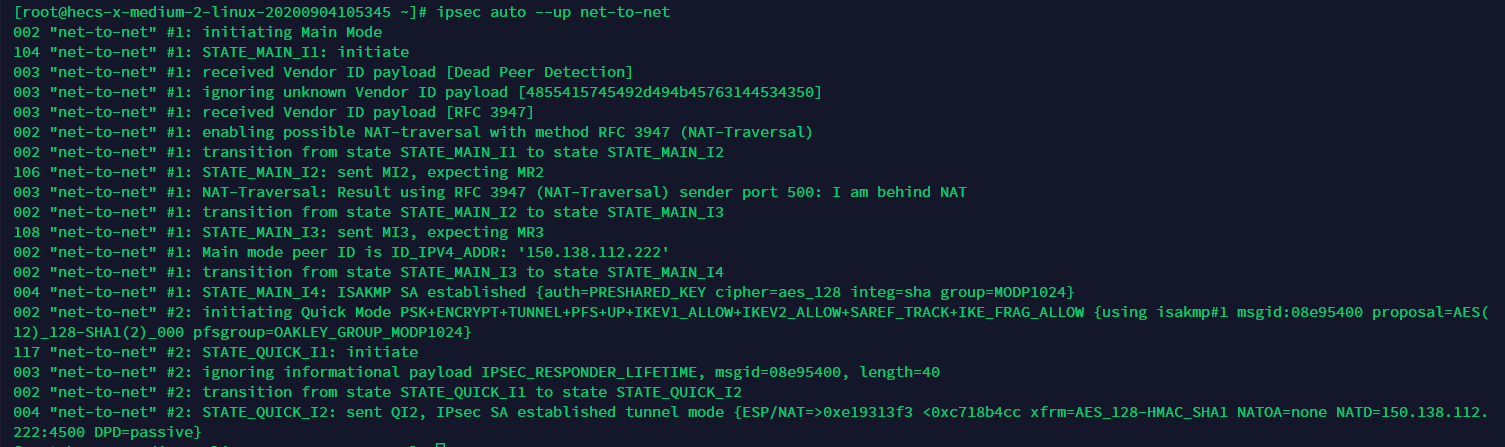 [root@hecs-x-medium-2-linux-20200904105345 ~]# ipsec auto --up net-to-net
002 "net-to-net" #1: initiating Main Mode
104 "net-to-net" #1: STATE_MAIN_I1: initiate
003 "net-to-net" #1: received Vendor ID payload [Dead Peer Detection]
003 "net-to-net" #1: ignoring unknown Vendor ID payload [4855415745492d494b45763144534350]
003 "net-to-net" #1: received Vendor ID payload [RFC 3947]
002 "net-to-net" #1: enabling possible NAT-traversal with method RFC 3947 (NAT-Traversal)
002 "net-to-net" #1: transition from state STATE_MAIN_I1 to state STATE_MAIN_I2
106 "net-to-net" #1: STATE_MAIN_I2: sent MI2, expecting MR2
003 "net-to-net" #1: NAT-Traversal: Result using RFC 3947 (NAT-Traversal) sender port 500: I am behind NAT
002 "net-to-net" #1: transition from state STATE_MAIN_I2 to state STATE_MAIN_I3
108 "net-to-net" #1: STATE_MAIN_I3: sent MI3, expecting MR3
002 "net-to-net" #1: Main mode peer ID is ID_IPV4_ADDR: '150.138.112.222'
002 "net-to-net" #1: transition from state STATE_MAIN_I3 to state STATE_MAIN_I4
004 "net-to-net" #1: STATE_MAIN_I4: ISAKMP SA established {auth=PRESHARED_KEY cipher=aes_128 integ=sha group=MODP1024}
002 "net-to-net" #2: initiating Quick Mode PSK+ENCRYPT+TUNNEL+PFS+UP+IKEV1_ALLOW+IKEV2_ALLOW+SAREF_TRACK+IKE_FRAG_ALLOW {using isakmp#1 msgid:08e95400 proposal=AES(
12)_128-SHA1(2)_000 pfsgroup=OAKLEY_GROUP_MODP1024}
117 "net-to-net" #2: STATE_QUICK_I1: initiate
003 "net-to-net" #2: ignoring informational payload IPSEC_RESPONDER_LIFETIME, msgid=08e95400, length=40
002 "net-to-net" #2: transition from state STATE_QUICK_I1 to state STATE_QUICK_I2
004 "net-to-net" #2: STATE_QUICK_I2: sent QI2, IPsec SA established tunnel mode {ESP/NAT=>0xe19313f3 <0xc718b4cc xfrm=AES_128-HMAC_SHA1 NATOA=none NATD=150.138.112.
222:4500 DPD=passive}